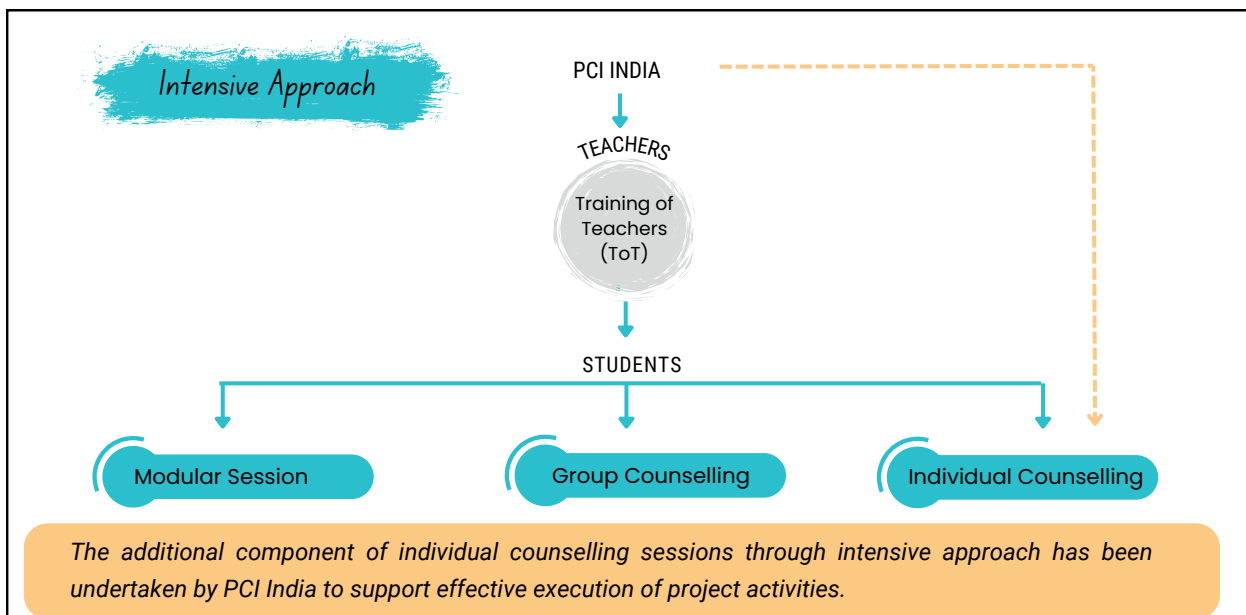 Intensive Approach
PCI INDIA
TEACHERS
Training of
Teachers
(ToT)
STUDENTS
Modular Session
Group Counselling
Individual Counselling
The additional component of individual counselling sessions through intensive approach has been
undertaken by PCI India to support effective execution of project activities.